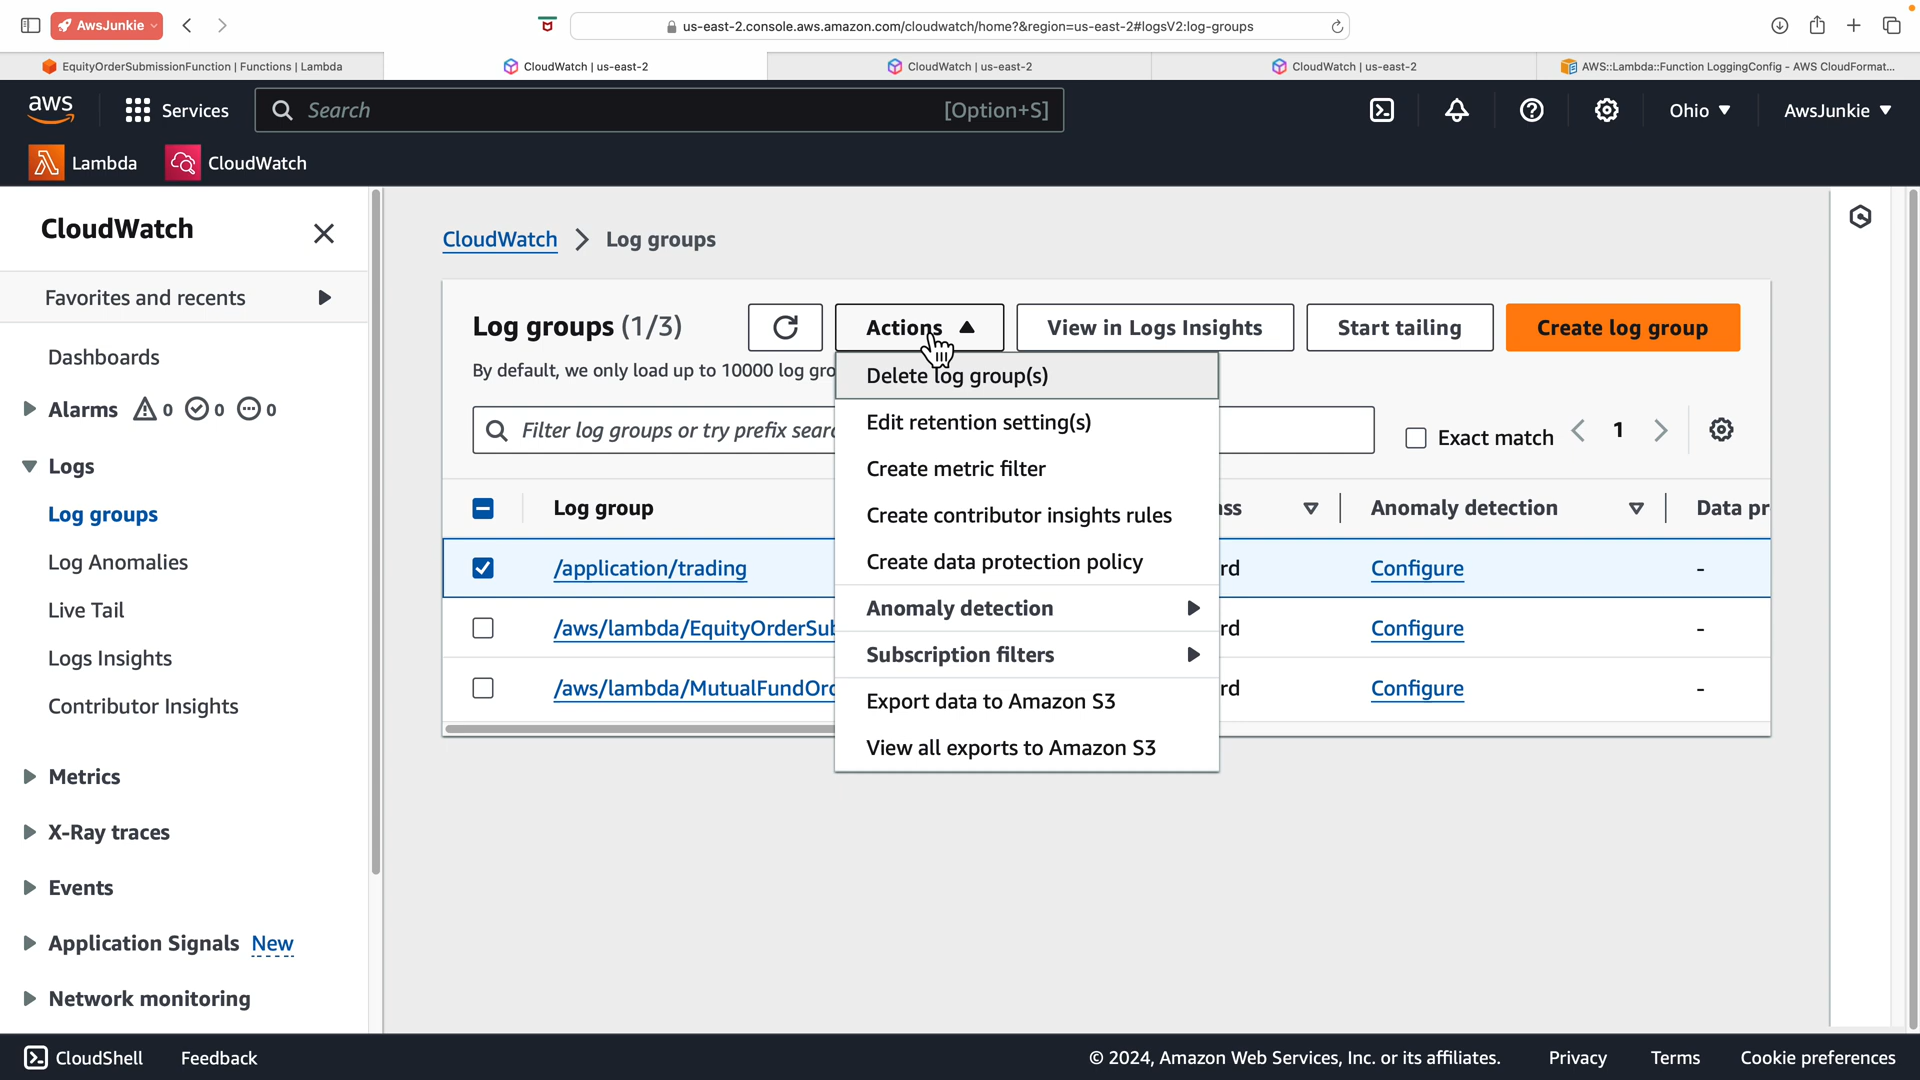 AwsJunkie
us-east-2.console.aws.amazon.com/cloudwatch/home?&region=us-east-2#logsV2:log-groups
EquityOrderSubmissionFunction | Functions | Lambda
CloudWatch | us-east-2
CloudWatch | us-east-2
CloudWatch | us-east-2
AWS::Lambda::Function LoggingConfig - AWS CloudFormat...
aws
Services
Search
[Option+S]
Ohio
AwsJunkie
Lambda
CloudWatch
CloudWatch
Favorites and recents
Dashboards
Alarms 0 0 0
Logs
Log groups
Log Anomalies
Live Tail
Logs Insights
Contributor Insights
Metrics
X-Ray traces
Events
Application Signals New
Network monitoring
CloudWatch
Log groups
Log groups (1/3)
Actions
View in Logs Insights
Start tailing
Create log group
By default, we only load up to 10000 log gro
Filter log groups or try prefix sear
Exact match
1
Delete log group(s)
Edit retention setting(s)
Create metric filter
Create contributor insights rules
Create data protection policy
Anomaly detection
Subscription filters
Export data to Amazon S3
View all exports to Amazon S3
Log group
ss
Anomaly detection
Data pr
/application/trading
rd
Configure
-
/aws/lambda/EquityOrderSub
rd
Configure
-
/aws/lambda/MutualFundOrd
rd
Configure
-
CloudShell
Feedback
© 2024, Amazon Web Services, Inc. or its affiliates.
Privacy
Terms
Cookie preferences